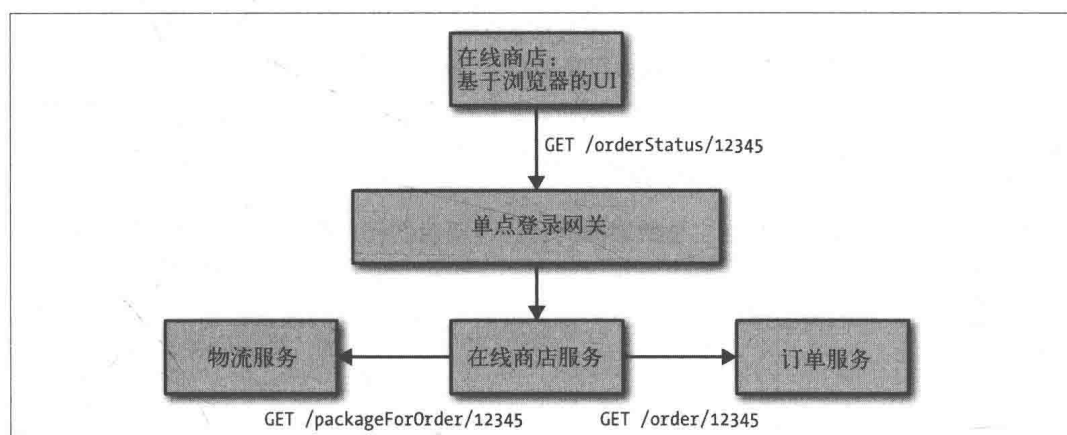 在线商店：
基于浏览器的UI
GET /orderStatus/12345
单点登录网关
物流服务
在线商店服务
订单服务
GET /packageForOrder/12345
GET /order/12345